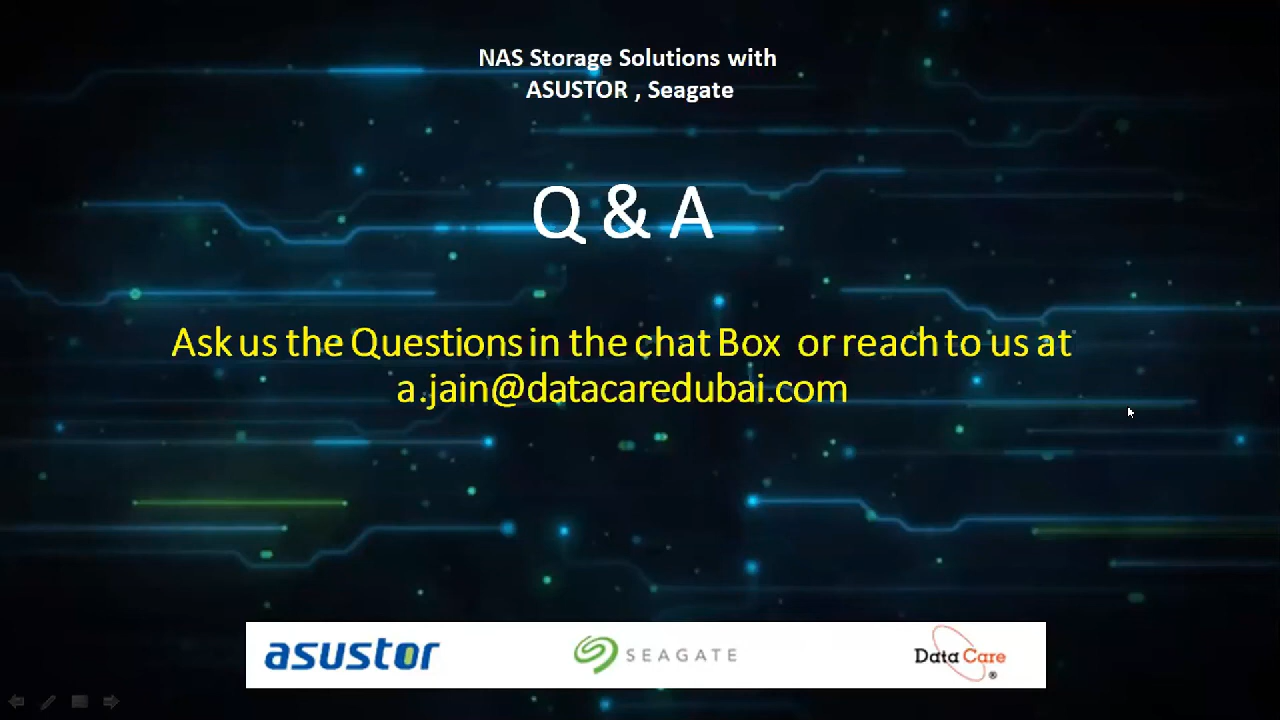 NAS Storage Solutions with
ASUSTOR , Seagate
Q & A
Ask us the Questions in the chat Box or reach to us at
a.jain@datacaredubai.com
asustor
SEAGATE
Data Care
®